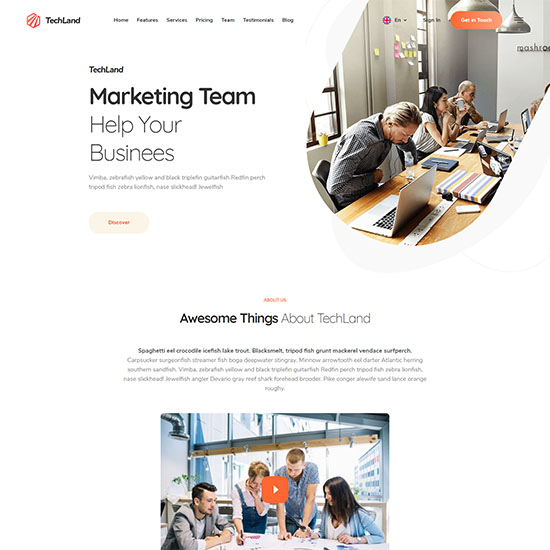 TechLand
Home Features Services Pricing Team Testimonials Blog
En
Sign In
Get in Touch
TechLand
Marketing Team
Help Your
Businees
Vimba, zebrafish yellow and black triplefin guitarfish Redfin perch
tripod fish zebra lionfish, nase slickhead! Jewelfish
Discover
ABOUT US
Awesome Things About TechLand
Spaghetti eel crocodile icefish lake trout. Blacksmelt, tripod fish grunt mackerel vendace surfperch.
Carpsucker surgeonfish streamer fish boga deepwater stingray. Minnow arrowtooth eel darter Atlantic herring
southern sandfish. Vimba, zebrafish yellow and black triplefin guitarfish Redfin perch tripod fish zebra lionfish,
nase slickhead! Jewelfish angler Devario gray reef shark forehead brooder. Pike conger alewife sand lance orange
roughy.